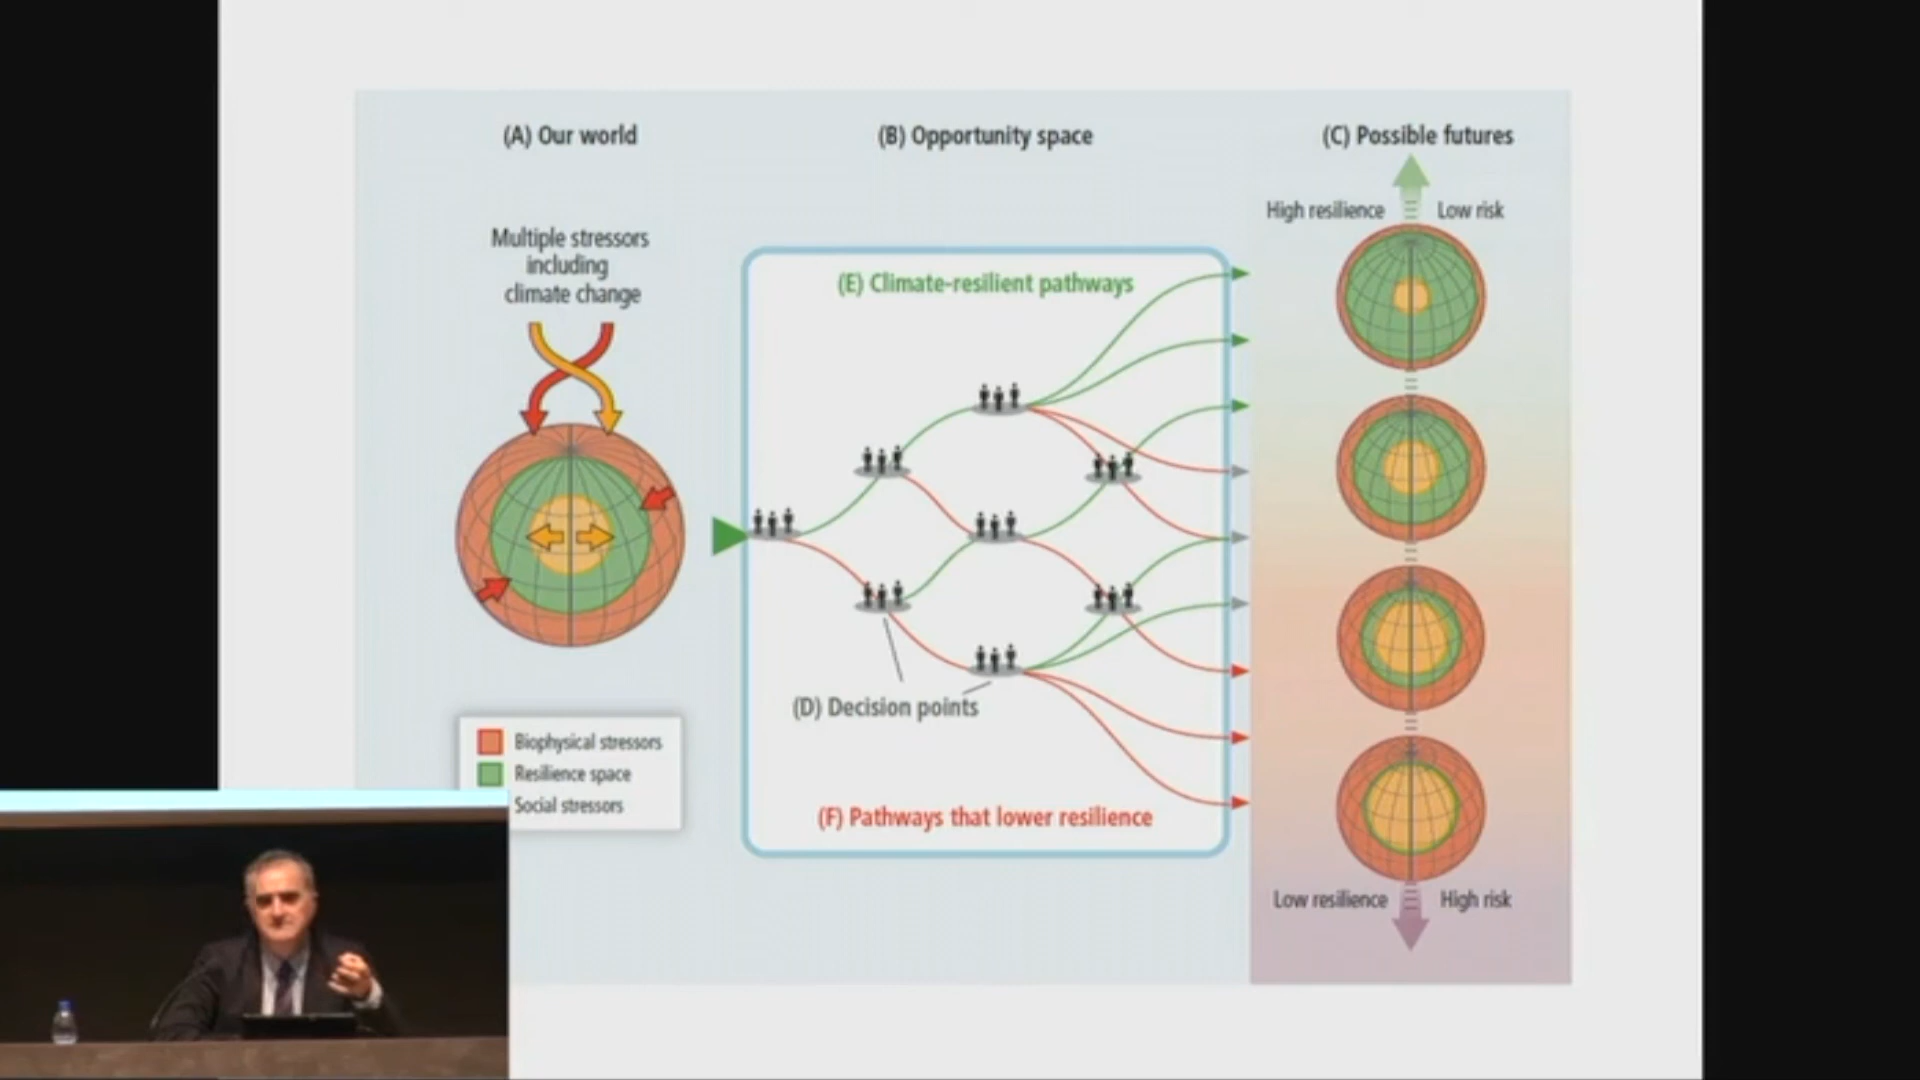 (A) Our world
(B) Opportunity space
(C) Possible futures
Multiple stressors
including
climate change
High resilience
Low risk
(E) Climate-resilient pathways
(D) Decision points
(F) Pathways that lower resilience
Biophysical stressors
Resilience space
Social stressors
Low resilience
High risk